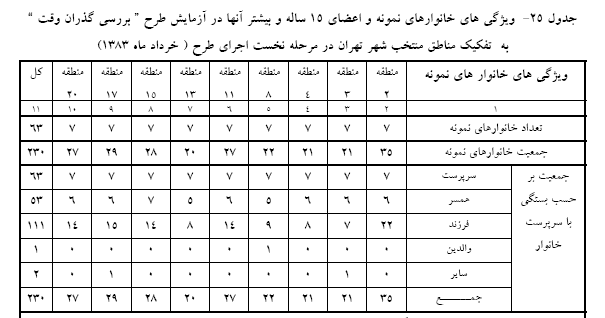 جدول ۲۵- ویژگی های خانوارهای نمونه و اعضای ۱۵ ساله و بیشتر آنها در آزمایش طرح " بررسی گذران وقت "
به تفکیک مناطق منتخب شهر تهران در مرحله نخست اجرای طرح ( خرداد ماه ۱۳۸۳)
ویژگی های خانوار های نمونه منطقه منطقه منطقه منطقه منطقه منطقه منطقه منطقه منطقه کل
۲ ۳ ۴ ۸ ۱۱ ۱۳ ۱۵ ۱۷ ۲۰
۱ ۲ ۳ ۴ ۵ ۶ ۷ ۸ ۹ ۱۰ ۱۱
تعداد خانوارهای نمونه ۷ ۷ ۷ ۷ ۷ ۷ ۷ ۷ ۷ ۶۳
جمعیت خانوارهای نمونه ۳۵ ۲۱ ۲۱ ۲۲ ۲۷ ۲۰ ۲۸ ۲۹ ۲۷ ۲۳۰
جمعیت بر سرپرست ۷ ۷ ۷ ۷ ۷ ۷ ۷ ۷ ۷ ۶۳
حسب بستگی همسر ۶ ۶ ۶ ۵ ۶ ۵ ۷ ۶ ۶ ۵۳
با سرپرست فرزند ۲۲ ۷ ۸ ۹ ۱۴ ۸ ۱۴ ۱۵ ۱۴ ۱۱۱
خانوار والدین ۰ ۰ ۰ ۱ ۰ ۰ ۰ ۰ ۰ ۱
سایر ۰ ۱ ۰ ۰ ۰ ۰ ۰ ۱ ۰ ۲
جمـــــع ۳۵ ۲۱ ۲۱ ۲۲ ۲۷ ۲۰ ۲۸ ۲۹ ۲۷ ۲۳۰